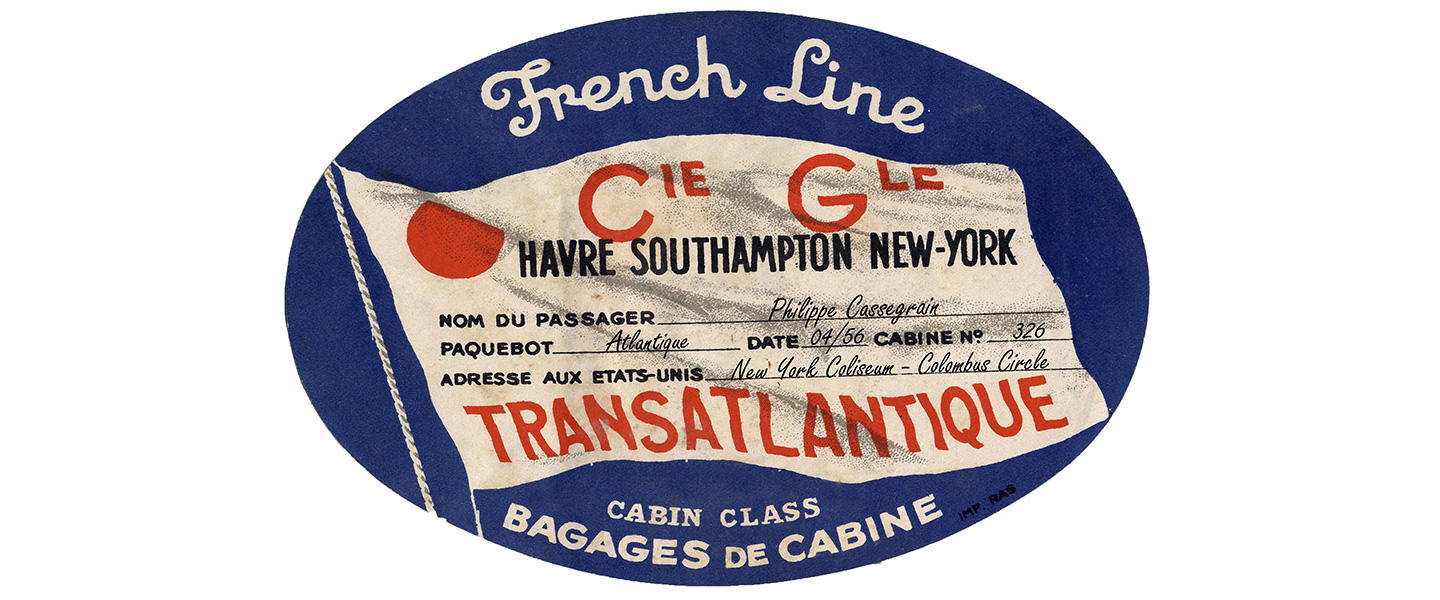 French Line
Cie Gle
HAVRE SOUTHAMPTON NEW-YORK
NOM DU PASSAGER Philippe Cassegrain
PAQUEBOT Atlantique DATE 04/56 CABINE No 326
ADRESSE AUX ETATS-UNIS New York Coliseum - Colombus Circle
TRANSATLANTIQUE
CABIN CLASS
BAGAGES DE CABINE
IMP. RAS